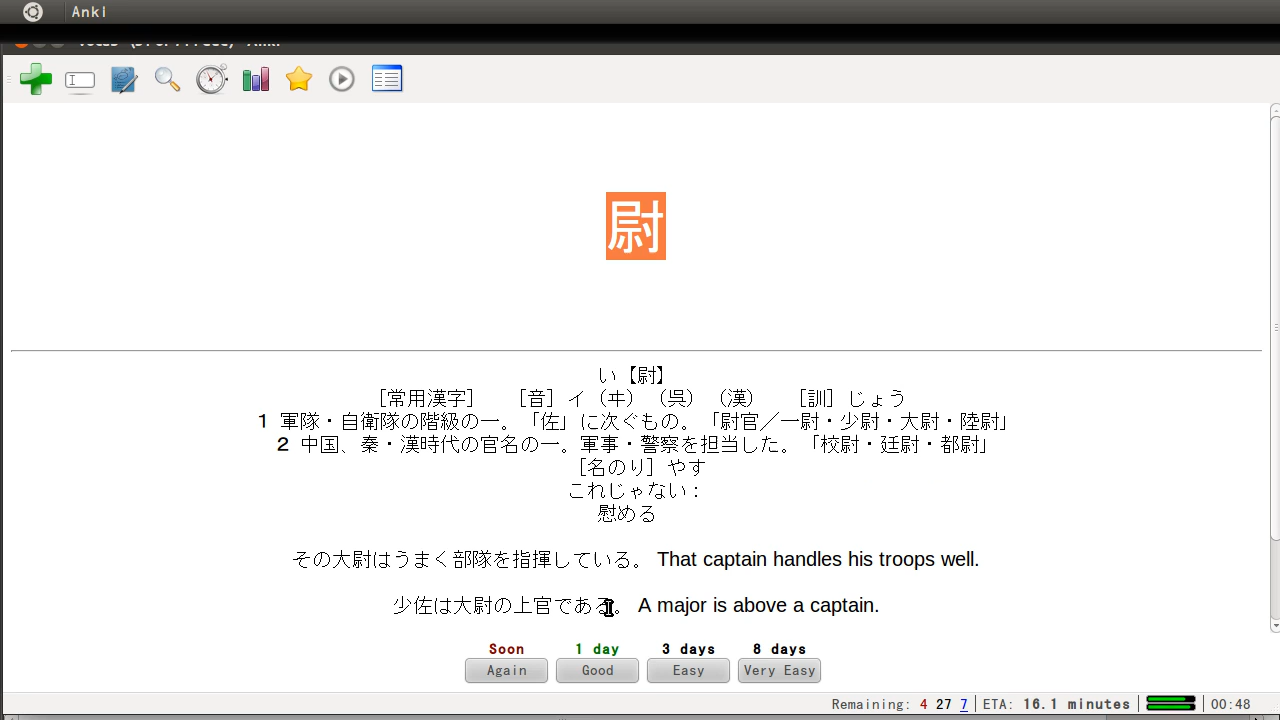 Anki
尉
い【尉】
［常用漢字］　［音］イ（ヰ）（呉）（漢）　［訓］じょう
1 軍隊・自衛隊の階級の一。「佐」に次ぐもの。「尉官／一尉・少尉・大尉・陸尉」
2 中国、秦・漢時代の官名の一。軍事・警察を担当した。「校尉・廷尉・都尉」
［名のり］やす
これじゃない：
慰める
その大尉はうまく部隊を指揮している。 That captain handles his troops well.
少佐は大尉の上官である。 A major is above a captain.
Soon 1 day 3 days 8 days
Again Good Easy Very Easy
Remaining: 4 27 7 ETA: 16.1 minutes 00:48